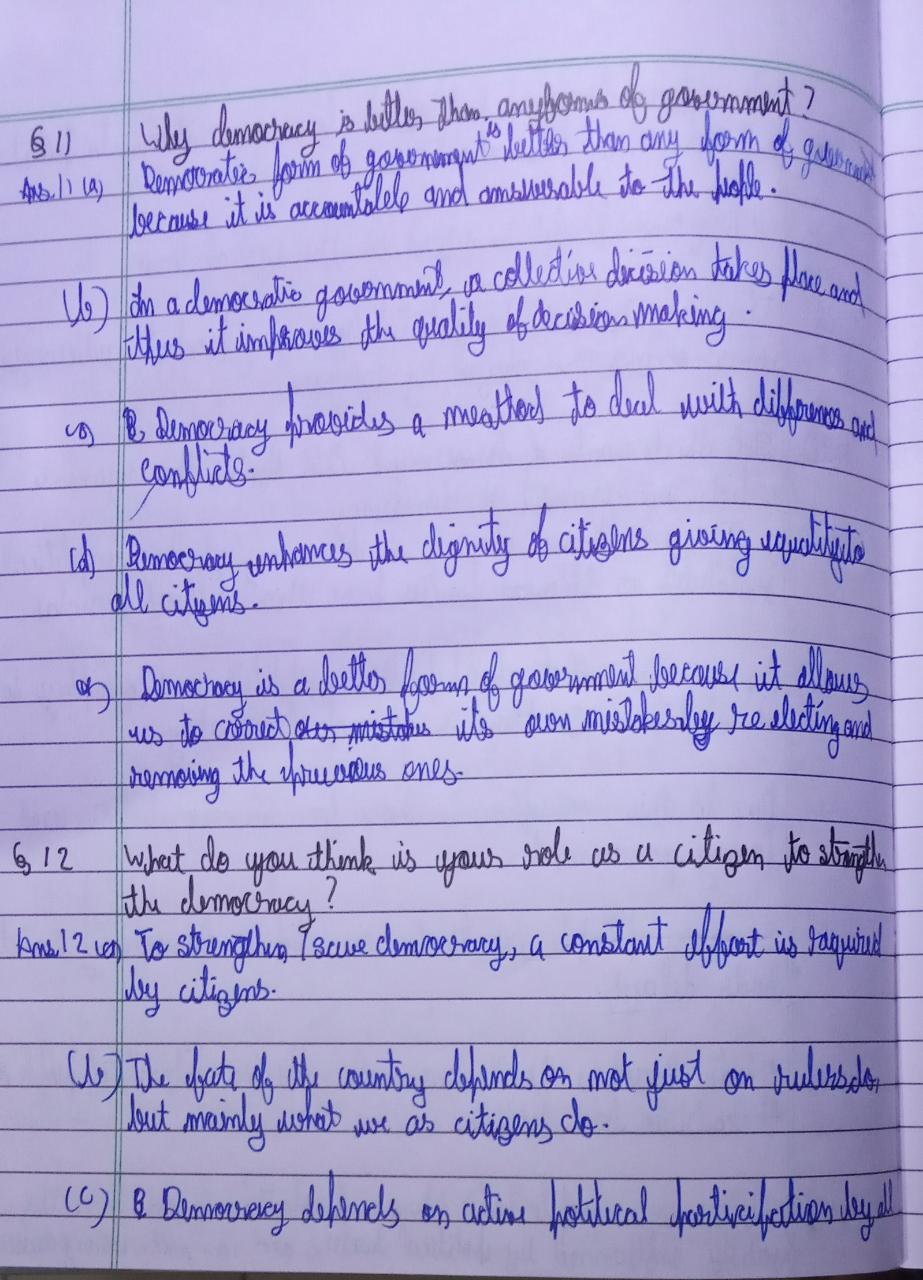 Q 11 Why democracy is better than anyforms of government?
Ans.11 (a) Democratic form of government is better than any form of government
because it is accountable and answerable to the people.
(b) In a democratic government, a collective decision takes place and
thus it improves the quality of decision making.
(c) Democracy provides a meathod to deal with differences and
conflicts.
(d) Democracy enhances the dignity of citizens giving equality to
all citizens.
(e) Democracy is a better form of government because it allows
us to correct our mistakes its own mistakes by re electing and
removing the previous ones.
Q 12 What do you think is your role as a citizen to strengthen
the democracy?
Ans.12 (a) To strengthen / save democracy, a constant effort is required
by citizens.
(b) The fate of the country depends on not just on rulers do,
but mainly what we as citizens do.
(c) Democracy depends on active political participation by all